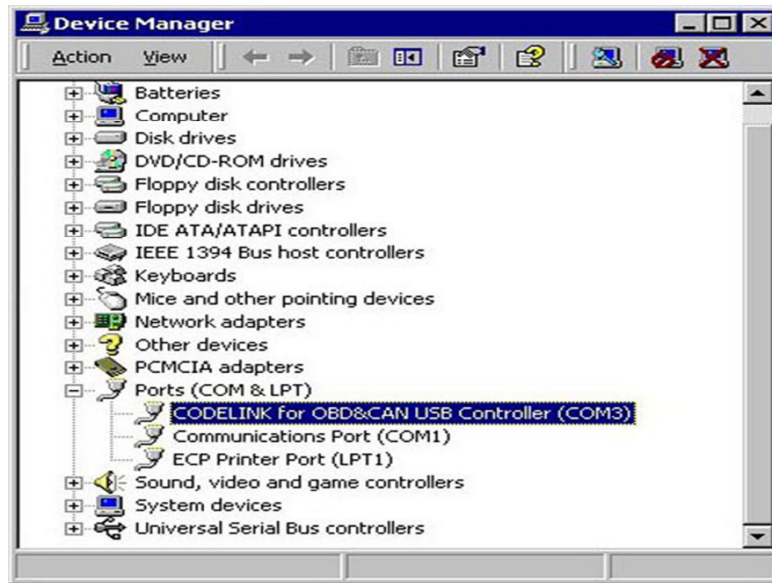 Device Manager
Action View
Batteries
Computer
Disk drives
DVD/CD-ROM drives
Floppy disk controllers
Floppy disk drives
IDE ATA/ATAPI controllers
IEEE 1394 Bus host controllers
Keyboards
Mice and other pointing devices
Network adapters
Other devices
PCMCIA adapters
Ports (COM & LPT)
CODELINK for OBD&CAN USB Controller (COM3)
Communications Port (COM1)
ECP Printer Port (LPT1)
Sound, video and game controllers
System devices
Universal Serial Bus controllers